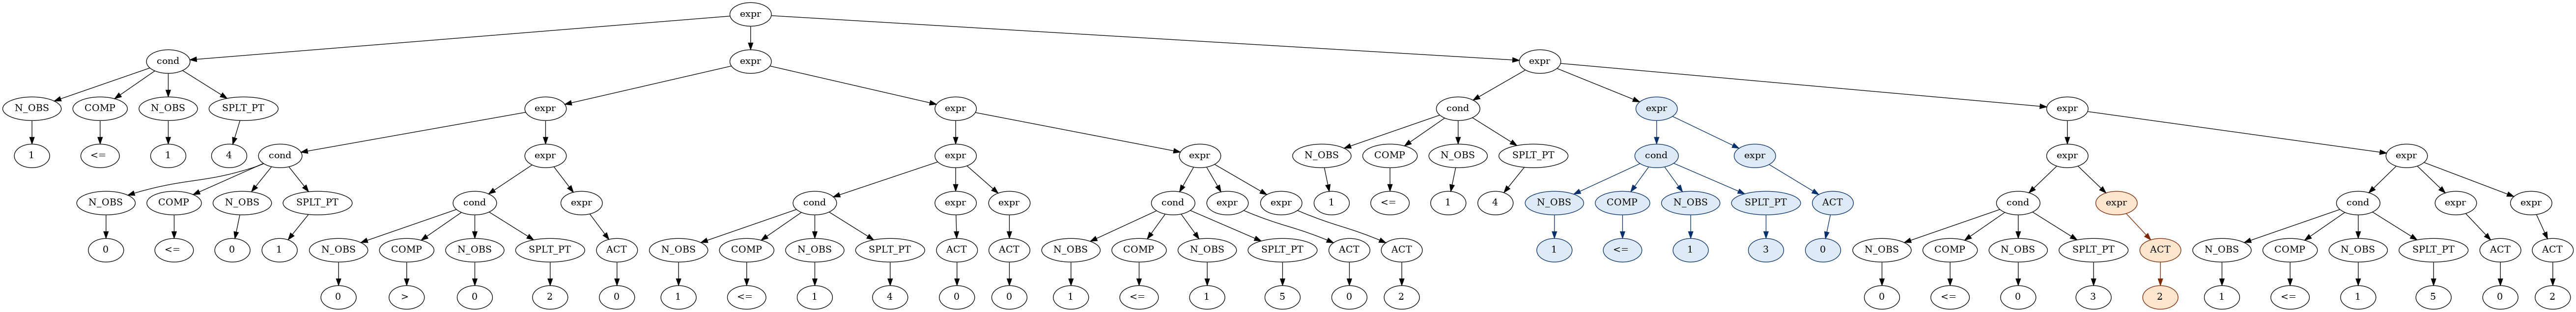 expr
cond expr expr
N_OBS COMP N_OBS SPLT_PT expr expr cond expr expr
1 <= 1 4 cond expr expr expr N_OBS COMP N_OBS SPLT_PT cond expr expr expr
N_OBS COMP N_OBS SPLT_PT cond expr cond expr expr cond expr expr 1 <= 1 4 N_OBS COMP N_OBS SPLT_PT ACT cond expr cond expr expr
0 <= 0 1 N_OBS COMP N_OBS SPLT_PT ACT N_OBS COMP N_OBS SPLT_PT ACT ACT N_OBS COMP N_OBS SPLT_PT ACT ACT 1 <= 1 3 0 N_OBS COMP N_OBS SPLT_PT ACT N_OBS COMP N_OBS SPLT_PT ACT ACT
0 > 0 2 0 1 <= 1 4 0 0 1 <= 1 5 0 2 0 <= 0 3 2 1 <= 1 5 0 2